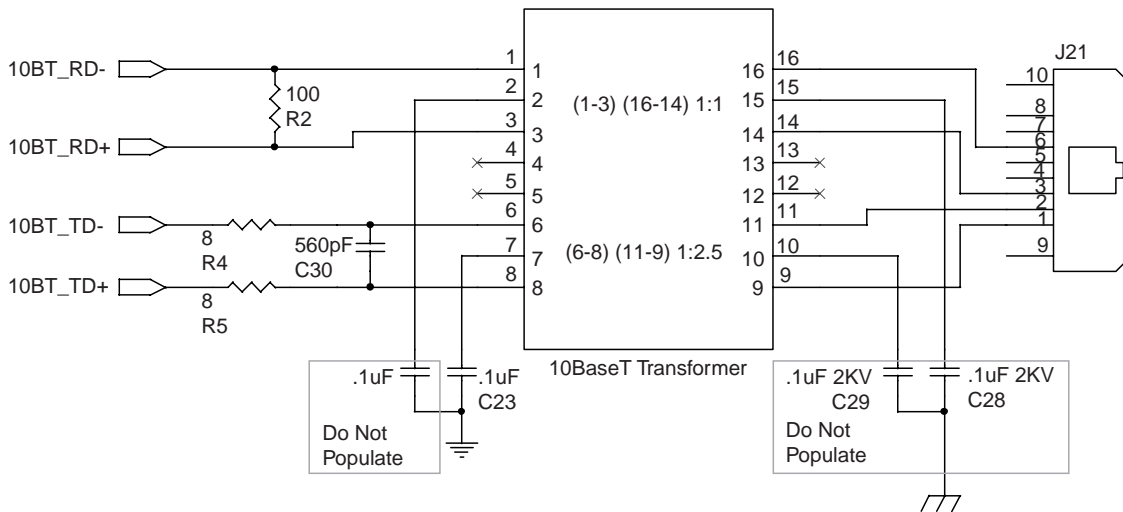 J21
10BT_RD-
1
1
16
16
10
2
2
15
15
100
R2
(1-3) (16-14) 1:1
8
7
3
3
14
14
6
10BT_RD+
4
4
13
13
5
4
5
5
12
12
3
2
10BT_TD-
6
6
11
11
1
8
R4
560pF
C30
7
7
(6-8) (11-9) 1:2.5
10
10
9
10BT_TD+
8
8
9
9
8
R5
10BaseT Transformer
.1uF
.1uF
C23
.1uF 2KV
C29
.1uF 2KV
C28
Do Not
Populate
Do Not
Populate